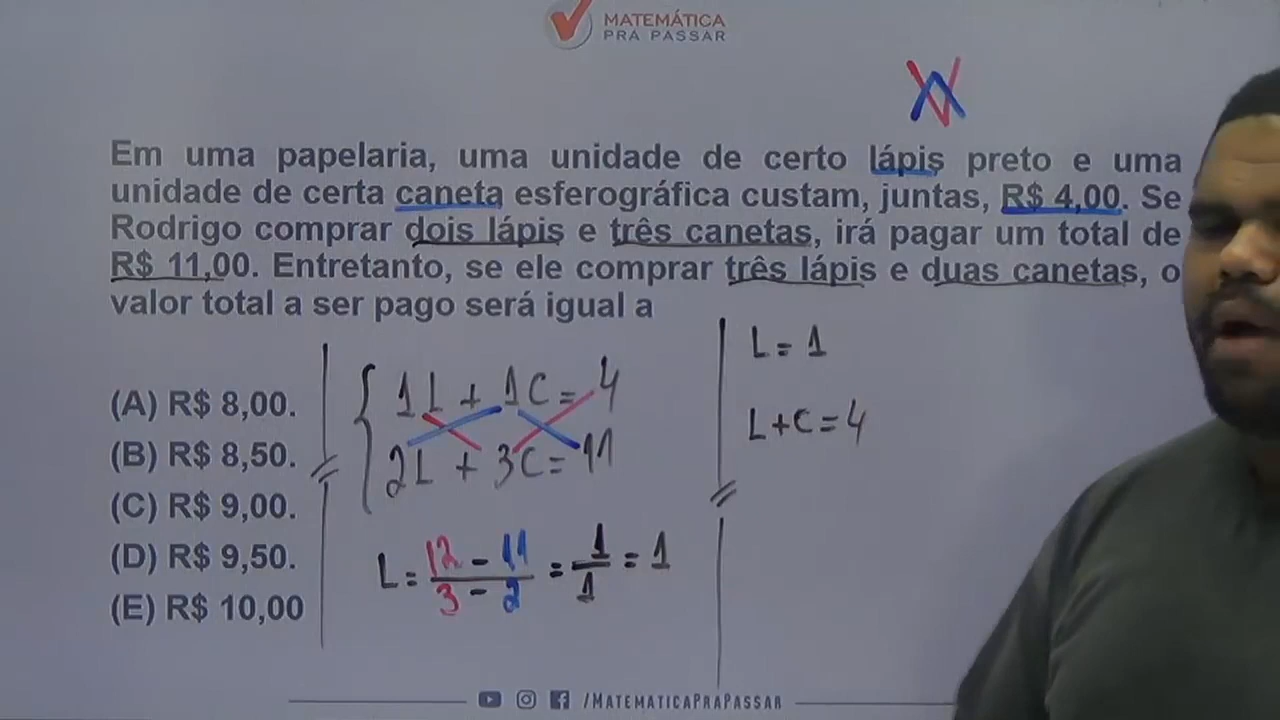 MATEMÁTICA
PRA PASSAR
Em uma papelaria, uma unidade de certo lápis preto e uma
unidade de certa caneta esferográfica custam, juntas, R$ 4,00. Se
Rodrigo comprar dois lápis e três canetas, irá pagar um total de
R$ 11,00. Entretanto, se ele comprar três lápis e duas canetas, o
valor total a ser pago será igual a
(A) R$ 8,00.
(B) R$ 8,50.
(C) R$ 9,00.
(D) R$ 9,50.
(E) R$ 10,00
1L + 1C = 4
2L + 3C = 11
L = 12 - 11 / 3 - 2 = 1 / 1 = 1
L = 1
L + C = 4
/MATEMATICAPRAPASSAR